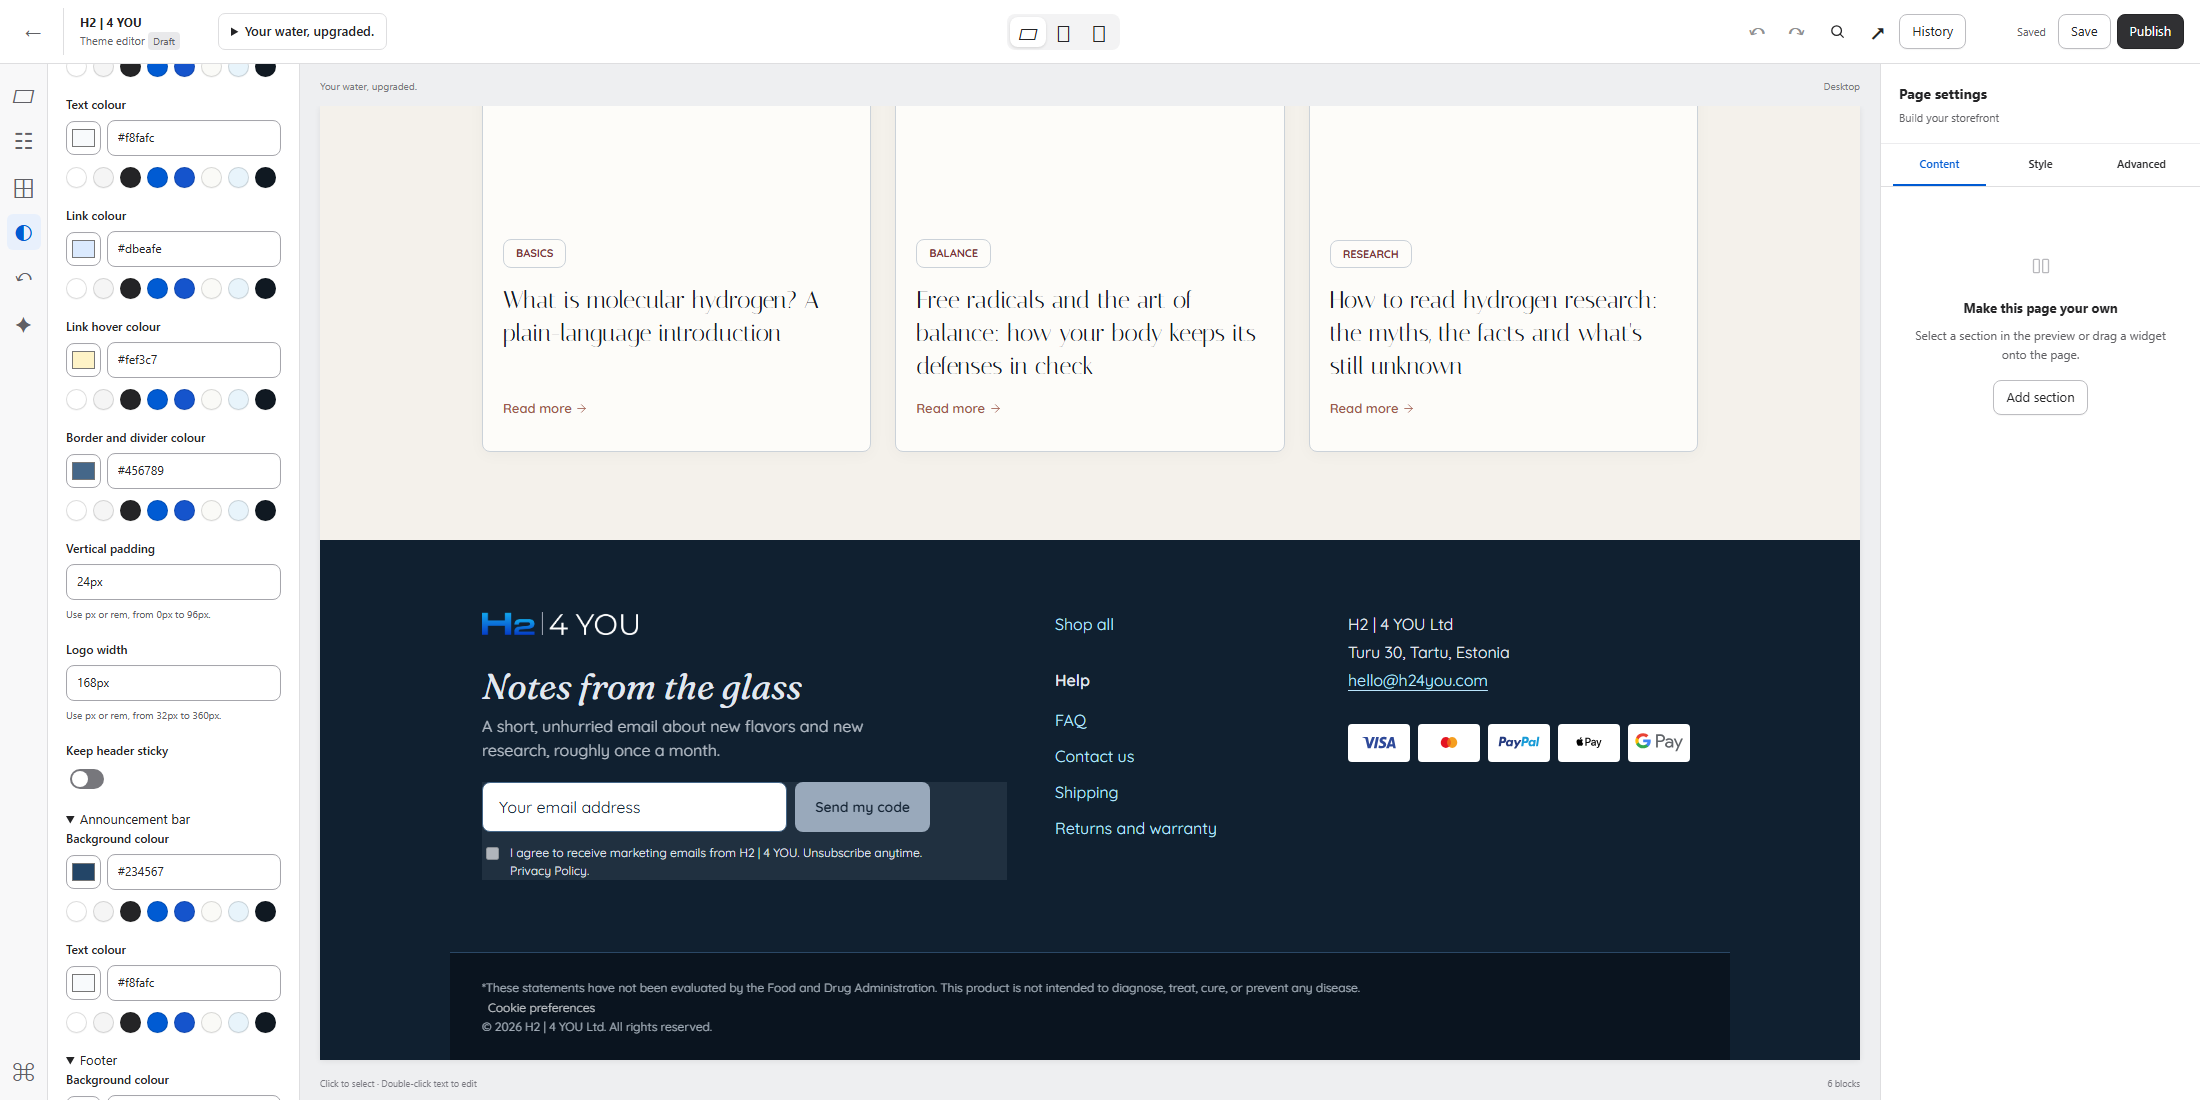 H2 | 4 YOU
Theme editor Draft
Your water, upgraded.
History
Saved
Save
Publish
Text colour
#f8fafc
Link colour
#dbeafe
Link hover colour
#fef3c7
Border and divider colour
#456789
Vertical padding
24px
Use px or rem, from 0px to 96px.
Logo width
168px
Use px or rem, from 32px to 360px.
Keep header sticky
Announcement bar
Background colour
#234567
Text colour
#f8fafc
Footer
Background colour
Your water, upgraded.
Desktop
BASICS
What is molecular hydrogen? A
plain-language introduction
Read more →
BALANCE
Free radicals and the art of
balance: how your body keeps its
defenses in check
Read more →
RESEARCH
How to read hydrogen research:
the myths, the facts and what's
still unknown
Read more →
H2 | 4 YOU
Notes from the glass
A short, unhurried email about new flavors and new
research, roughly once a month.
Your email address
Send my code
I agree to receive marketing emails from H2 | 4 YOU. Unsubscribe anytime.
Privacy Policy.
Shop all
Help
FAQ
Contact us
Shipping
Returns and warranty
H2 | 4 YOU Ltd
Turu 30, Tartu, Estonia
hello@h24you.com
VISA
PayPal
Pay
G Pay
*These statements have not been evaluated by the Food and Drug Administration. This product is not intended to diagnose, treat, cure, or prevent any disease.
Cookie preferences
© 2026 H2 | 4 YOU Ltd. All rights reserved.
Click to select · Double-click text to edit
6 blocks
Page settings
Build your storefront
Content
Style
Advanced
Make this page your own
Select a section in the preview or drag a widget
onto the page.
Add section